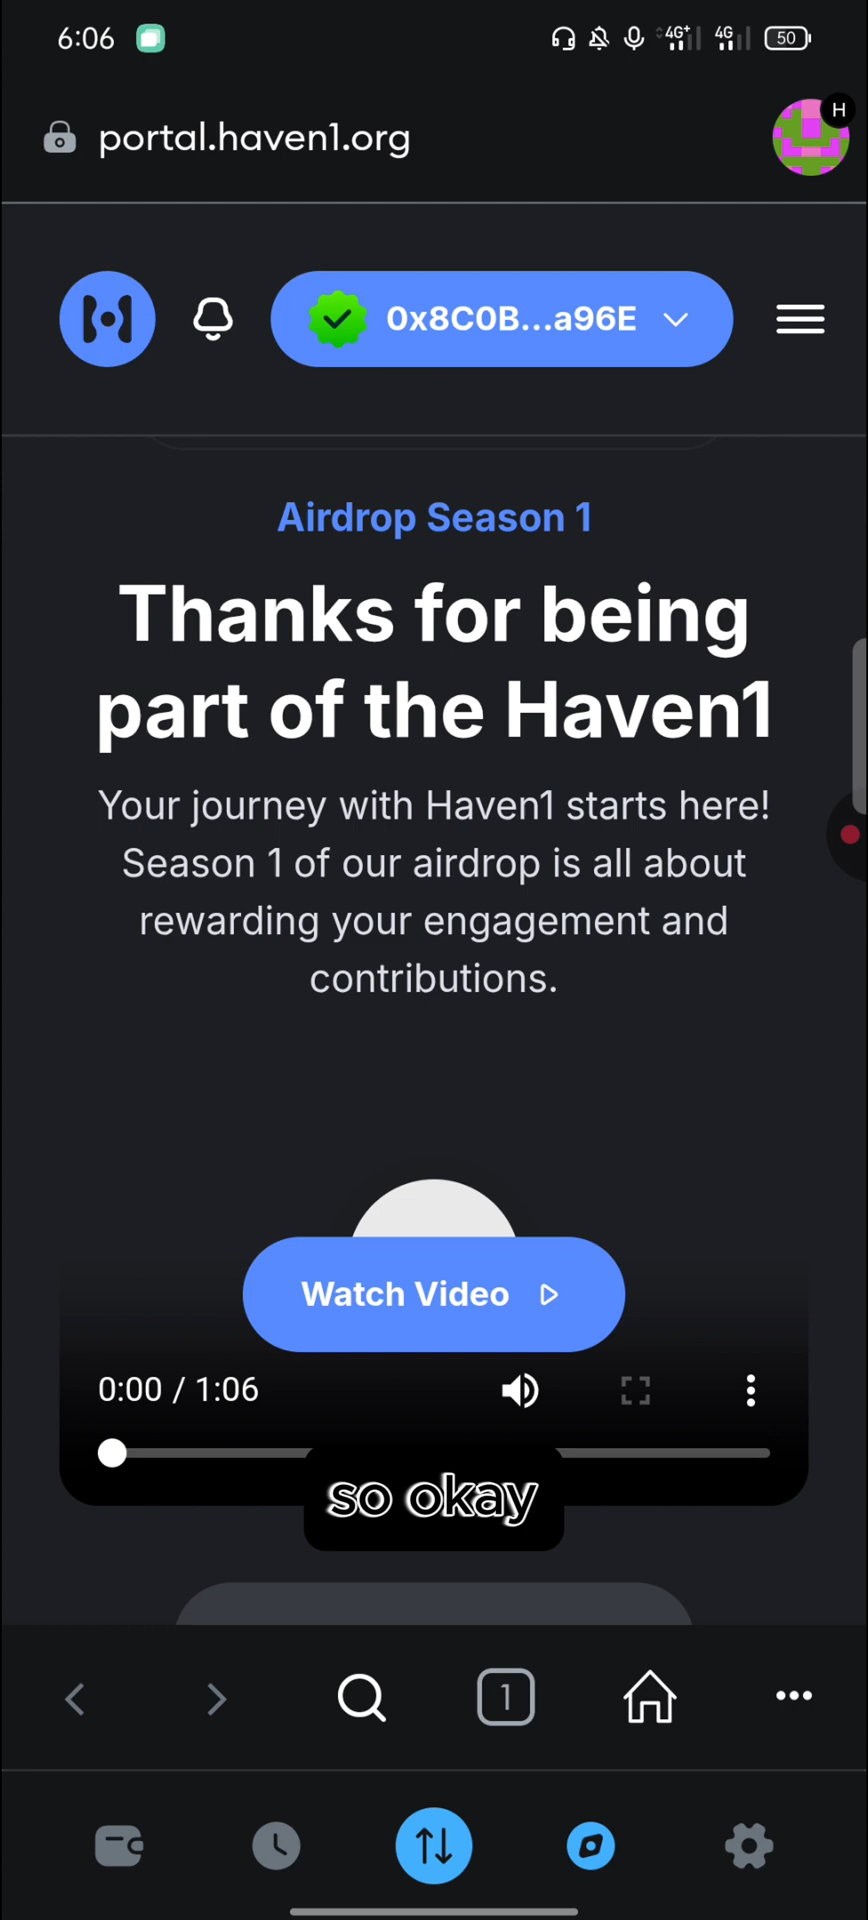 6:06
4G+
4G
50
portal.haven1.org
H
0x8C0B...a96E
Airdrop Season 1
Thanks for being
part of the Haven1
Your journey with Haven1 starts here!
Season 1 of our airdrop is all about
rewarding your engagement and
contributions.
Watch Video
0:00 / 1:06
so okay
1